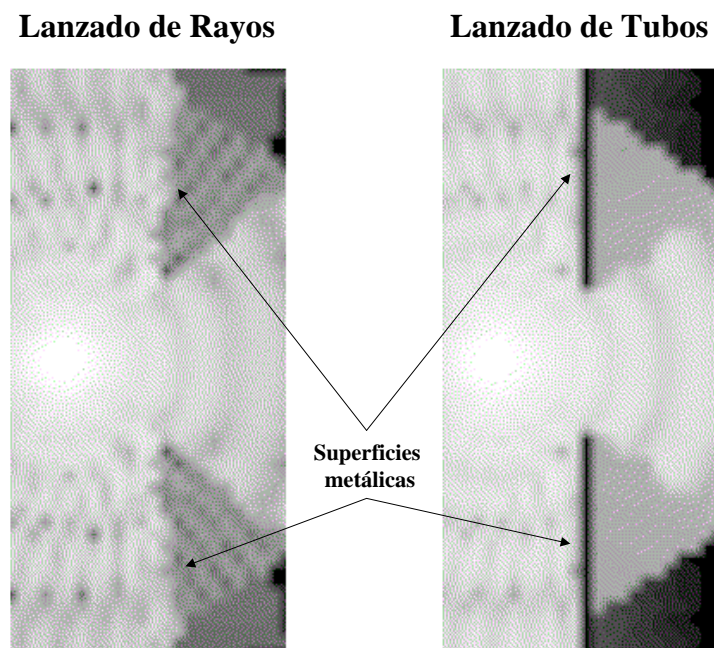 Lanzado de Rayos
Lanzado de Tubos
Superficies
metálicas